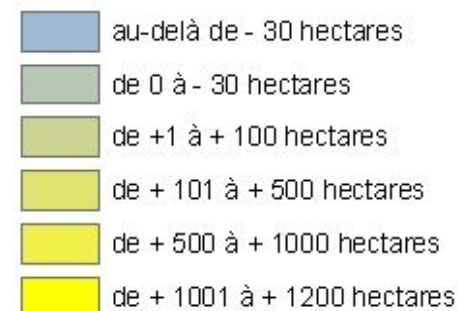 au-delà de - 30 hectares
de 0 à - 30 hectares
de +1 à + 100 hectares
de + 101 à + 500 hectares
de + 500 à + 1000 hectares
de + 1001 à + 1200 hectares